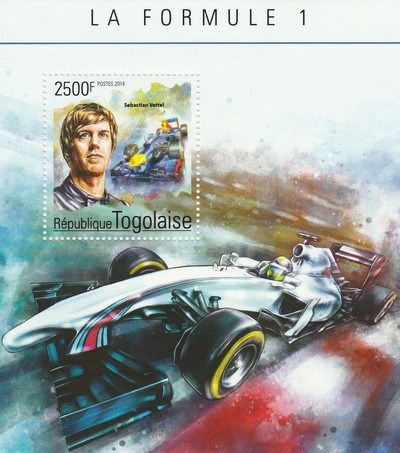 LA FORMULE 1
2500F POSTES 2014
Sebastian Vettel
République Togolaise